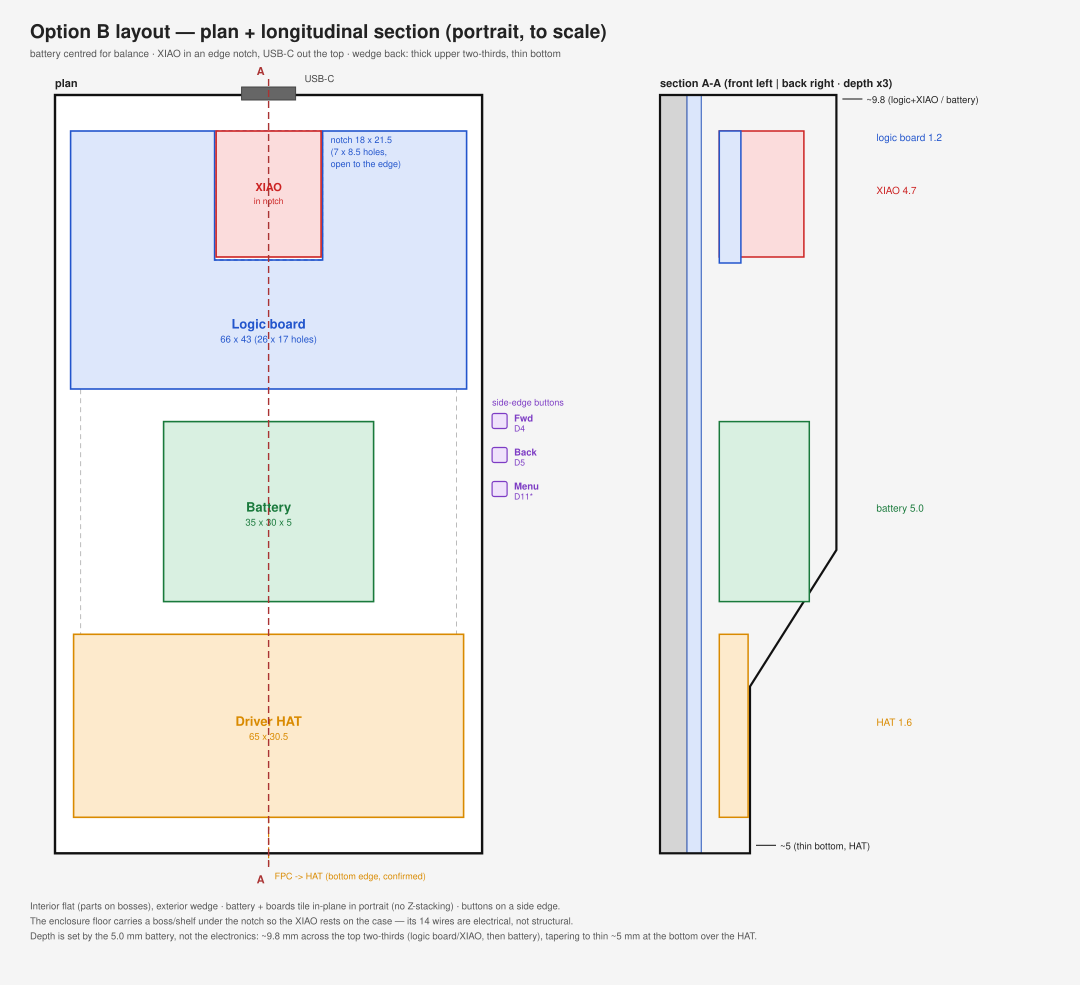 Option B layout — plan + longitudinal section (portrait, to scale)
battery centred for balance · XIAO in an edge notch, USB-C out the top · wedge back: thick upper two-thirds, thin bottom
A
USB-C
plan
notch 18 x 21.5
(7 x 8.5 holes,
open to the edge)
XIAO
in notch
Logic board
66 x 43 (26 x 17 holes)
side-edge buttons
Fwd
D4
Back
D5
Menu
D11*
Battery
35 x 30 x 5
Driver HAT
65 x 30.5
A
FPC -> HAT (bottom edge, confirmed)
section A-A (front left | back right · depth x3)
~9.8 (logic+XIAO / battery)
logic board 1.2
XIAO 4.7
battery 5.0
HAT 1.6
~5 (thin bottom, HAT)
Interior flat (parts on bosses), exterior wedge · battery + boards tile in-plane in portrait (no Z-stacking) · buttons on a side edge.
The enclosure floor carries a boss/shelf under the notch so the XIAO rests on the case — its 14 wires are electrical, not structural.
Depth is set by the 5.0 mm battery, not the electronics: ~9.8 mm across the top two-thirds (logic board/XIAO, then battery), tapering to thin ~5 mm at the bottom over the HAT.